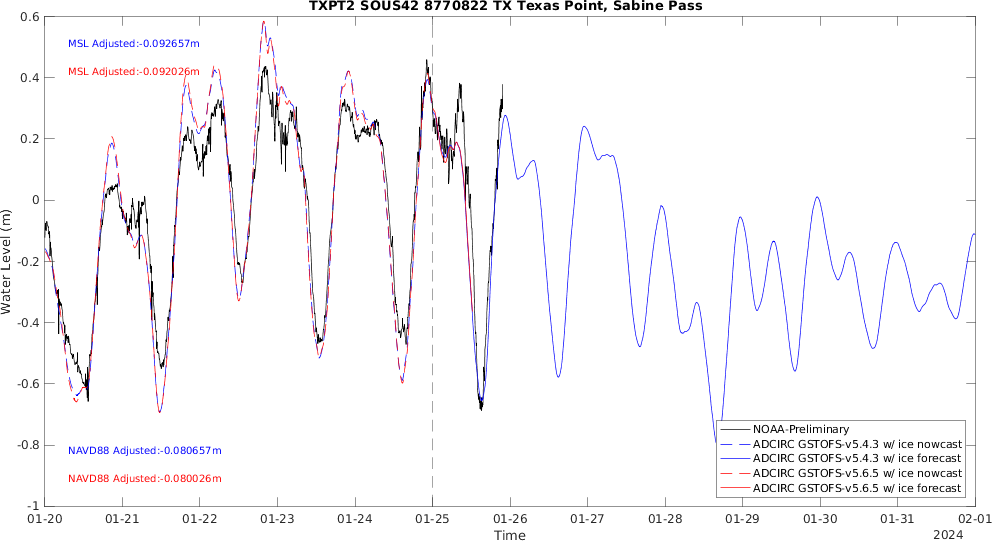 TXPT2 SOUS42 8770822 TX Texas Point, Sabine Pass
0.6
0.4
0.2
0
-0.2
-0.4
-0.6
-0.8
-1
Water Level (m)
MSL Adjusted:-0.092657m
MSL Adjusted:-0.092026m
NAVD88 Adjusted:-0.080657m
NAVD88 Adjusted:-0.080026m
NOAA-Preliminary
ADCIRC GSTOFS-v5.4.3 w/ ice nowcast
ADCIRC GSTOFS-v5.4.3 w/ ice forecast
ADCIRC GSTOFS-v5.6.5 w/ ice nowcast
ADCIRC GSTOFS-v5.6.5 w/ ice forecast
01-20 01-21 01-22 01-23 01-24 01-25 01-26 01-27 01-28 01-29 01-30 01-31 02-01
Time
2024